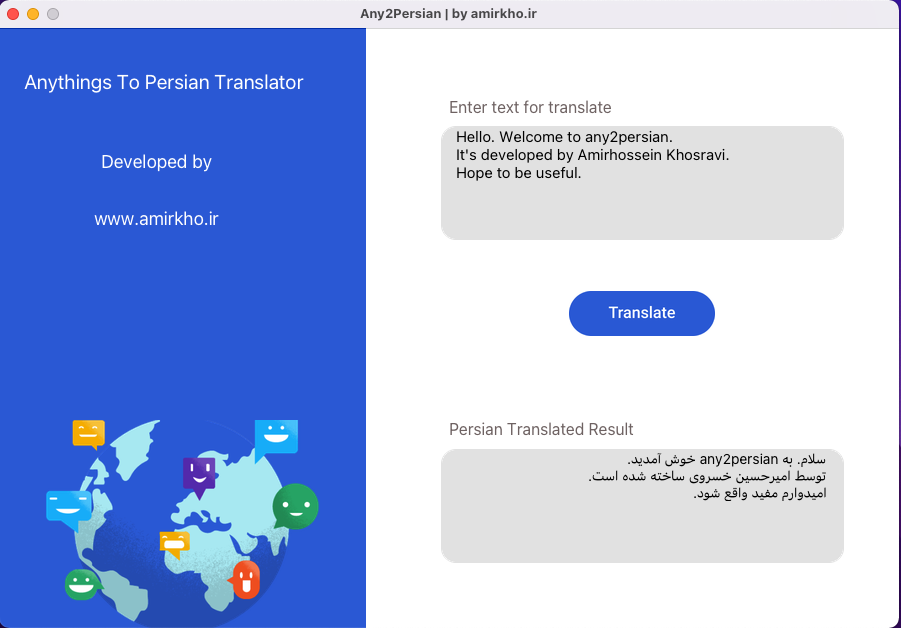 Any2Persian | by amirkho.ir
Anythings To Persian Translator
Developed by
www.amirkho.ir
Enter text for translate
Hello. Welcome to any2persian.
It's developed by Amirhossein Khosravi.
Hope to be useful.
Translate
Persian Translated Result
سلام. به any2persian خوش آمدید.
توسط امیرحسین خسروی ساخته شده است.
امیدوارم مفید واقع شود.